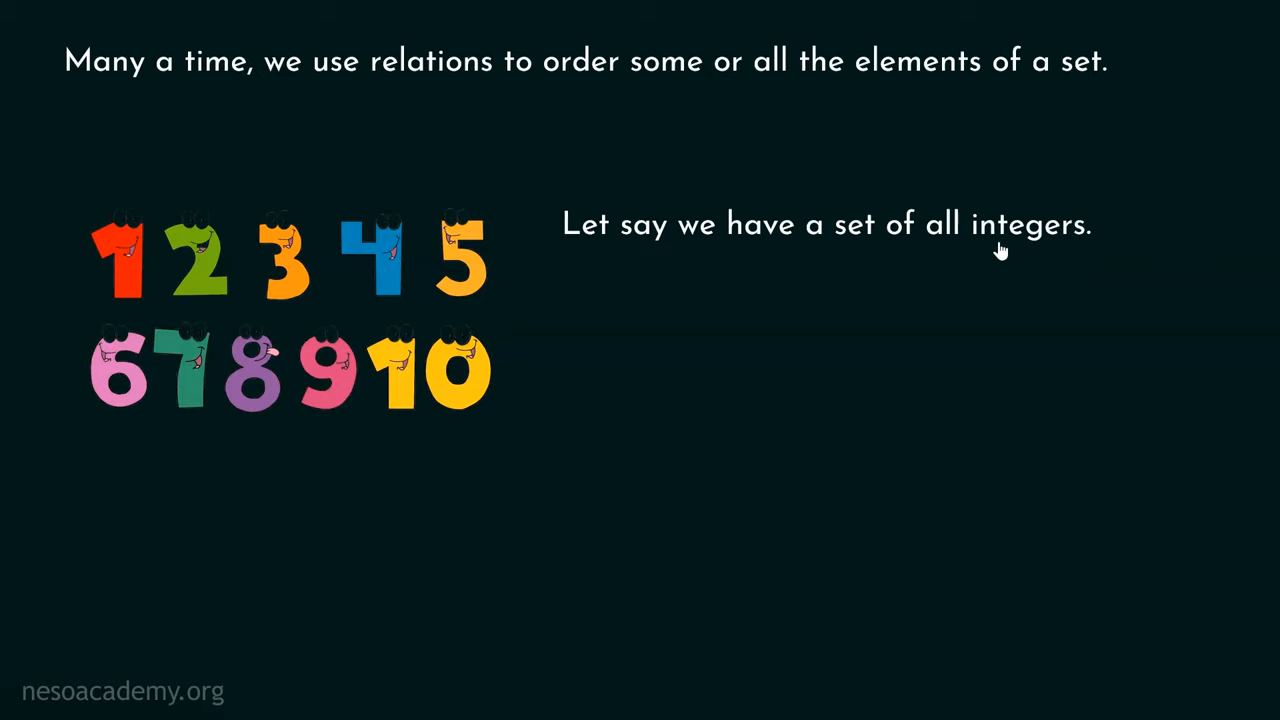 Many a time, we use relations to order some or all the elements of a set.
1 2 3 4 5
Let say we have a set of all integers.
6 7 8 9 10
nesoacademy.org